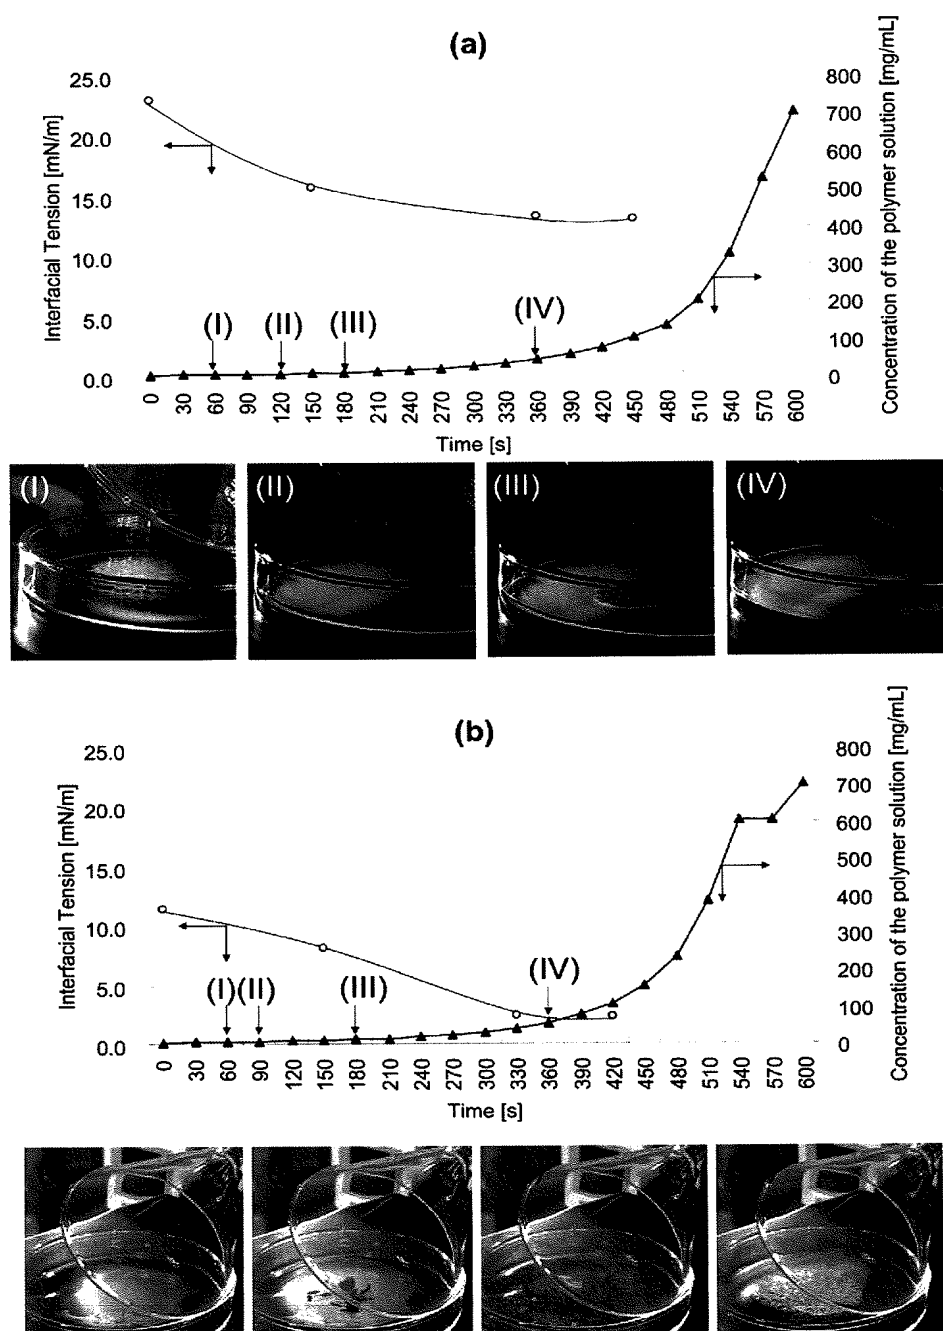 (a)
Interfacial Tension [mN/m]
25.0
20.0
15.0
10.0
5.0
0.0
Concentration of the polymer solution [mg/mL]
800
700
600
500
400
300
200
100
0
(I) (II) (III) (IV)
0 30 60 90 120 150 180 210 240 270 300 330 360 390 420 450 480 510 540 570 600
Time [s]
(I) (II) (III) (IV)
(b)
Interfacial Tension [mN/m]
25.0
20.0
15.0
10.0
5.0
0.0
Concentration of the polymer solution [mg/mL]
800
700
600
500
400
300
200
100
0
(I) (II) (III) (IV)
0 30 60 90 120 150 180 210 240 270 300 330 360 390 420 450 480 510 540 570 600
Time [s]